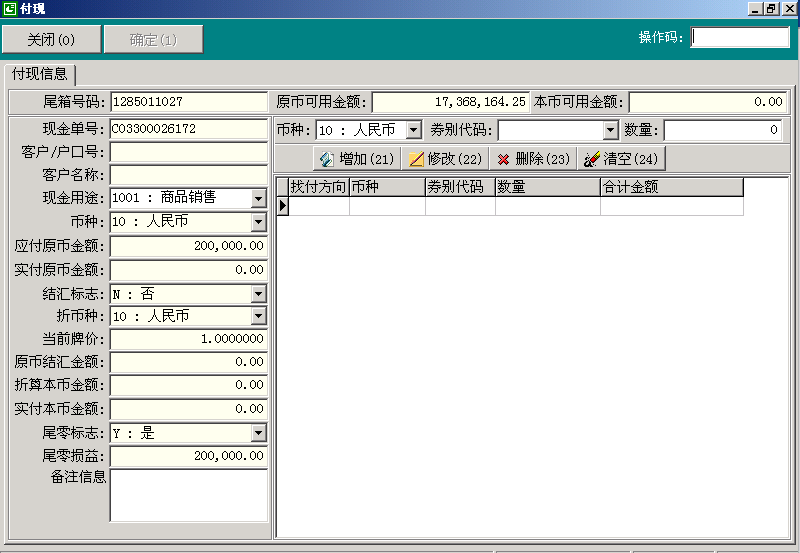 付现
关闭(0) 确定(1) 操作码:
付现信息
尾箱号码: 1285011027 原币可用金额: 17,368,164.25 本币可用金额: 0.00
现金单号: C03300026172
客户/户口号:
客户名称:
现金用途: 1001 : 商品销售
币种: 10 : 人民币
应付原币金额: 200,000.00
实付原币金额: 0.00
结汇标志: N : 否
折币种: 10 : 人民币
当前牌价: 1.0000000
原币结汇金额: 0.00
折算本币金额: 0.00
实付本币金额: 0.00
尾零标志: Y : 是
尾零损益: 200,000.00
备注信息
币种: 10 : 人民币 券别代码: 数量: 0
增加(21) 修改(22) 删除(23) 清空(24)
找付方向 币种 券别代码 数量 合计金额